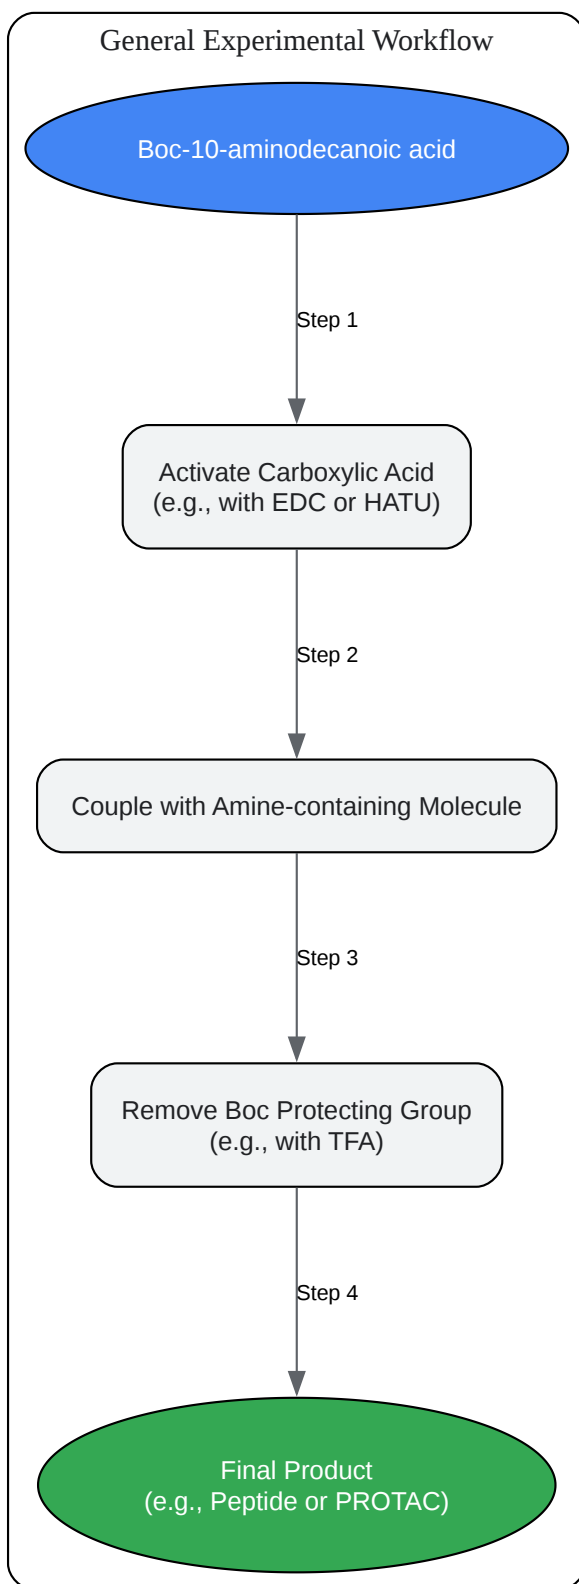 General Experimental Workflow
Boc-10-aminodecanoic acid
Step 1
Activate Carboxylic Acid
(e.g., with EDC or HATU)
Step 2
Couple with Amine-containing Molecule
Step 3
Remove Boc Protecting Group
(e.g., with TFA)
Step 4
Final Product
(e.g., Peptide or PROTAC)